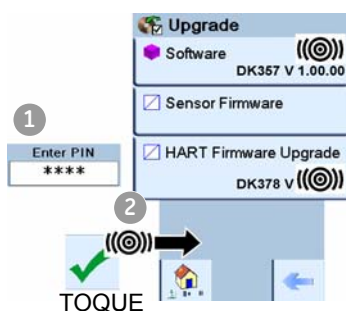 Upgrade
Software
DK357 V 1.00.00
Sensor Firmware
1
Enter PIN
****
HART Firmware Upgrade
DK378 V
2
TOQUE